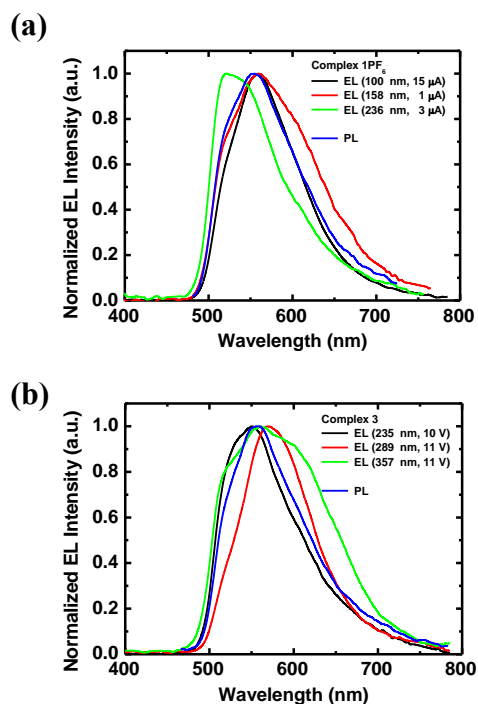 (a)
Normalized EL Intensity (a.u.)
1.0
0.8
0.6
0.4
0.2
0.0
Complex 1PF6
EL (100 nm, 15 µA)
EL (158 nm, 1 µA)
EL (236 nm, 3 µA)
PL
400 500 600 700 800
Wavelength (nm)
(b)
Normalized EL Intensity (a.u.)
1.0
0.8
0.6
0.4
0.2
0.0
Complex 3
EL (235 nm, 10 V)
EL (289 nm, 11 V)
EL (357 nm, 11 V)
PL
400 500 600 700 800
Wavelength (nm)